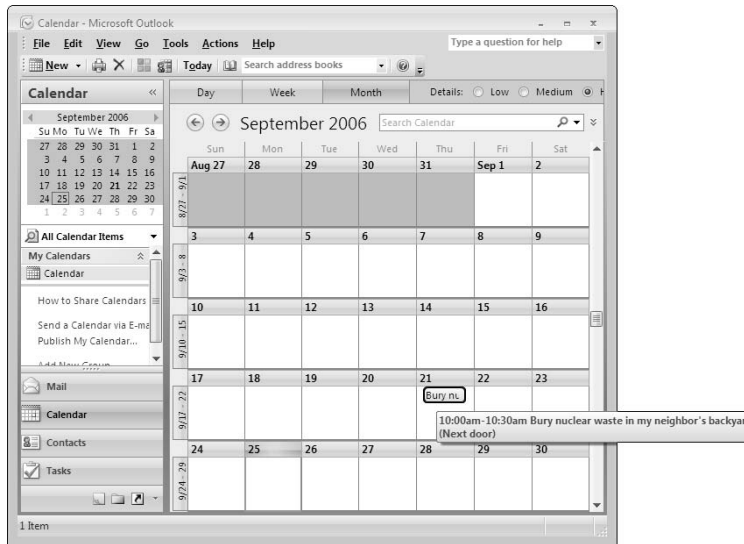 Calendar - Microsoft Outlook
File Edit View Go Tools Actions Help
Type a question for help
New Today Search address books
Calendar «
Day Week Month Details: Low Medium
September 2006
Su Mo Tu We Th Fr Sa
27 28 29 30 31 1 2
3 4 5 6 7 8 9
10 11 12 13 14 15 16
17 18 19 20 21 22 23
24 25 26 27 28 29 30
1 2 3 4 5 6 7
All Calendar Items
My Calendars
Calendar
How to Share Calendars
Send a Calendar via E-ma
Publish My Calendar...
Add New Group
Mail
Calendar
Contacts
Tasks
September 2006 Search Calendar
Sun Mon Tue Wed Thu Fri Sat
8/27 - 9/1
Aug 27 28 29 30 31 Sep 1 2
9/3 - 8
3 4 5 6 7 8 9
9/10 - 15
10 11 12 13 14 15 16
9/17 - 22
17 18 19 20 21 22 23
Bury nu
10:00am-10:30am Bury nuclear waste in my neighbor's backyar
(Next door)
9/24 - 29
24 25 26 27 28 29 30
1 Item